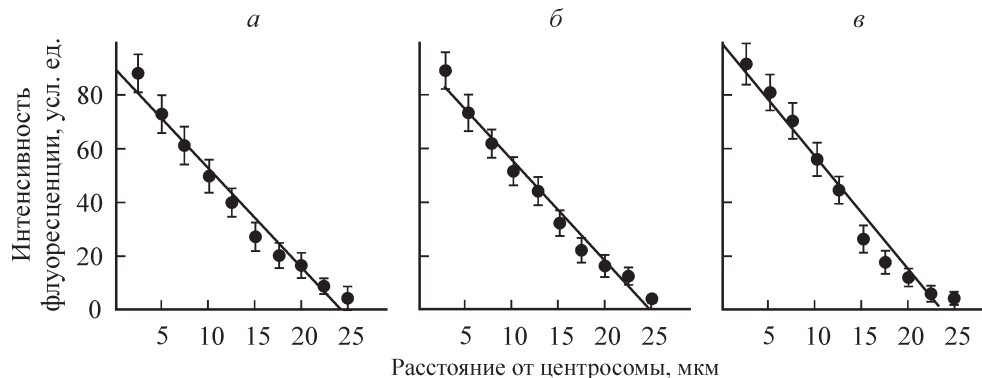 а б в
Интенсивность
флуоресценции, усл. ед.
80
60
40
20
0
5 10 15 20 25 5 10 15 20 25 5 10 15 20 25
Расстояние от центросомы, мкм